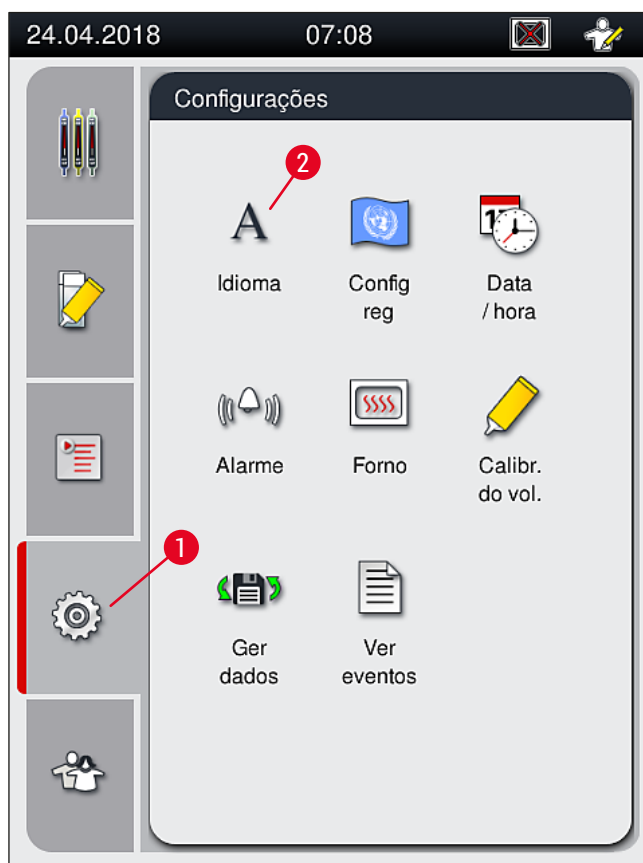 24.04.2018 07:08
Configurações
2
Idioma Config reg Data / hora
17
Alarme Forno Calibr. do vol.
1
Ger dados Ver eventos